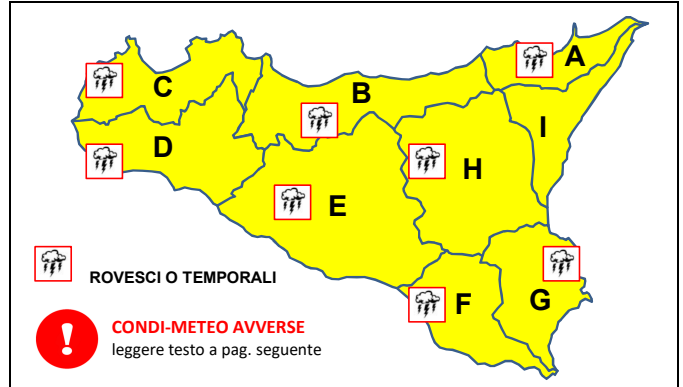 A
C
B
I
D
H
E
F
G
ROVESCI O TEMPORALI
!
CONDI-METEO AVVERSE
leggere testo a pag. seguente